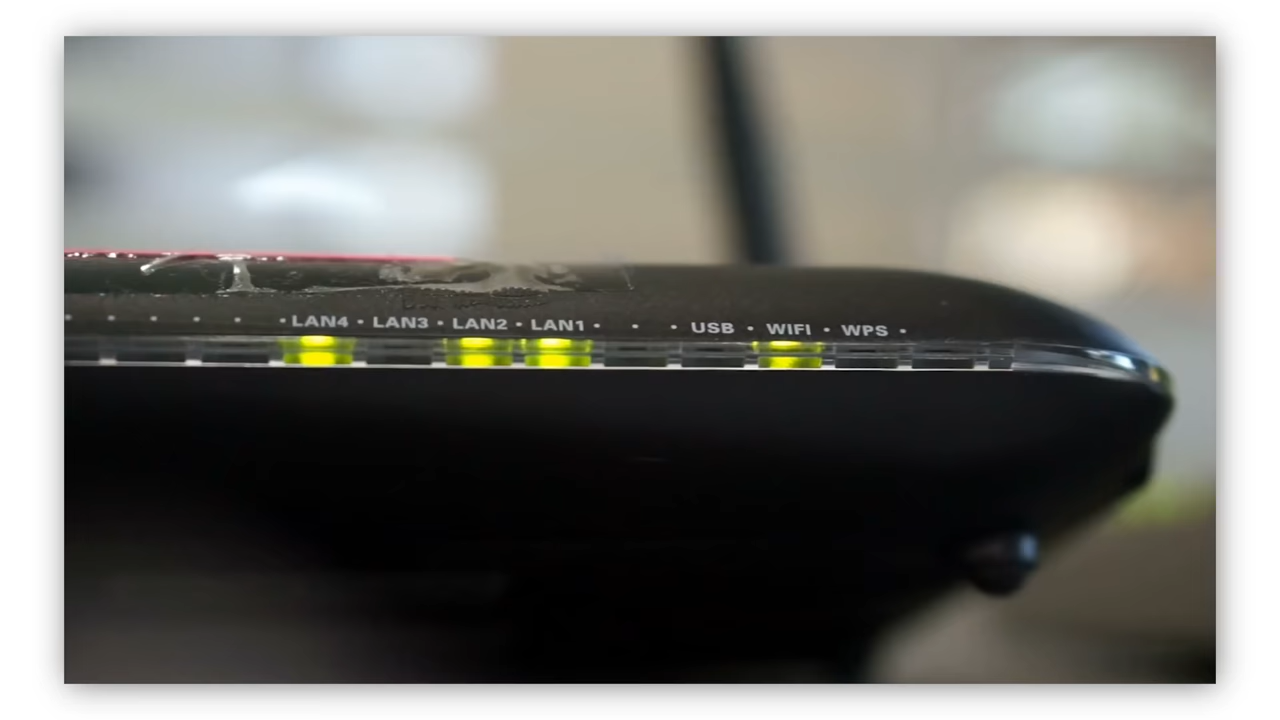 • LAN4 • LAN3 • LAN2 • LAN1 • • • USB • WIFI • WPS •